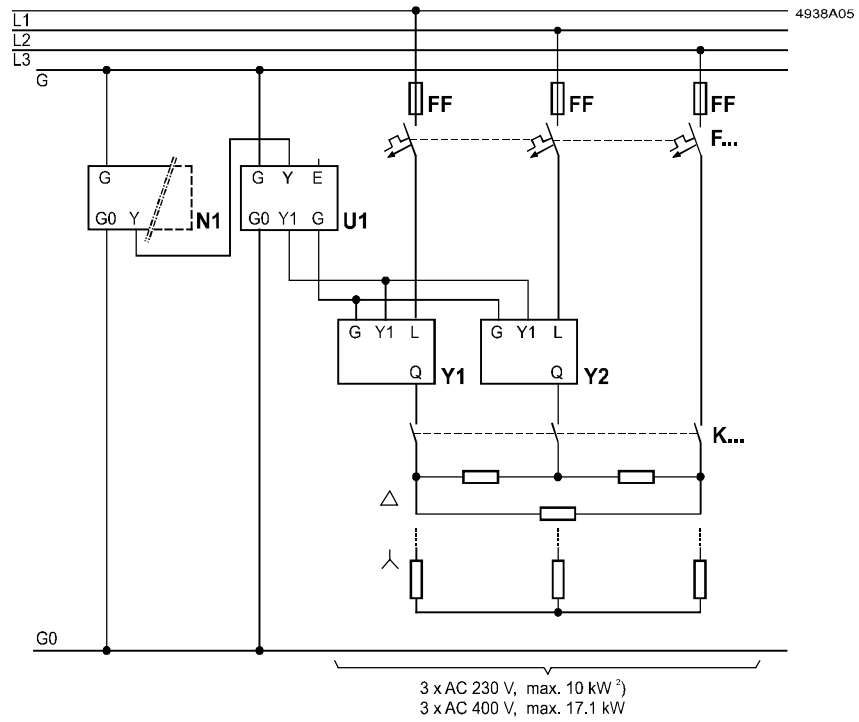 4938A05
L1
L2
L3
G
FF FF FF
F...
G G Y E
G0 Y N1 G0 Y1 G U1
G Y1 L G Y1 L
Q Y1 Q Y2
K...
G0
3 x AC 230 V, max. 10 kW ²)
3 x AC 400 V, max. 17.1 kW